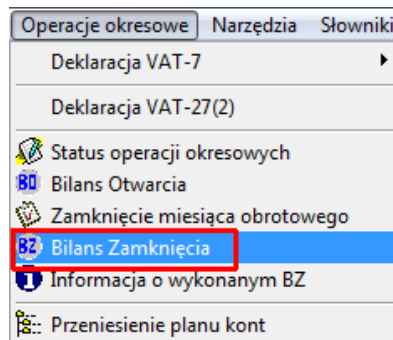 Operacje okresowe Narzędzia Słowniki
Deklaracja VAT-7
Deklaracja VAT-27(2)
Status operacji okresowych
BO Bilans Otwarcia
Zamknięcie miesiąca obrotowego
BZ Bilans Zamknięcia
Informacja o wykonanym BZ
Przeniesienie planu kont